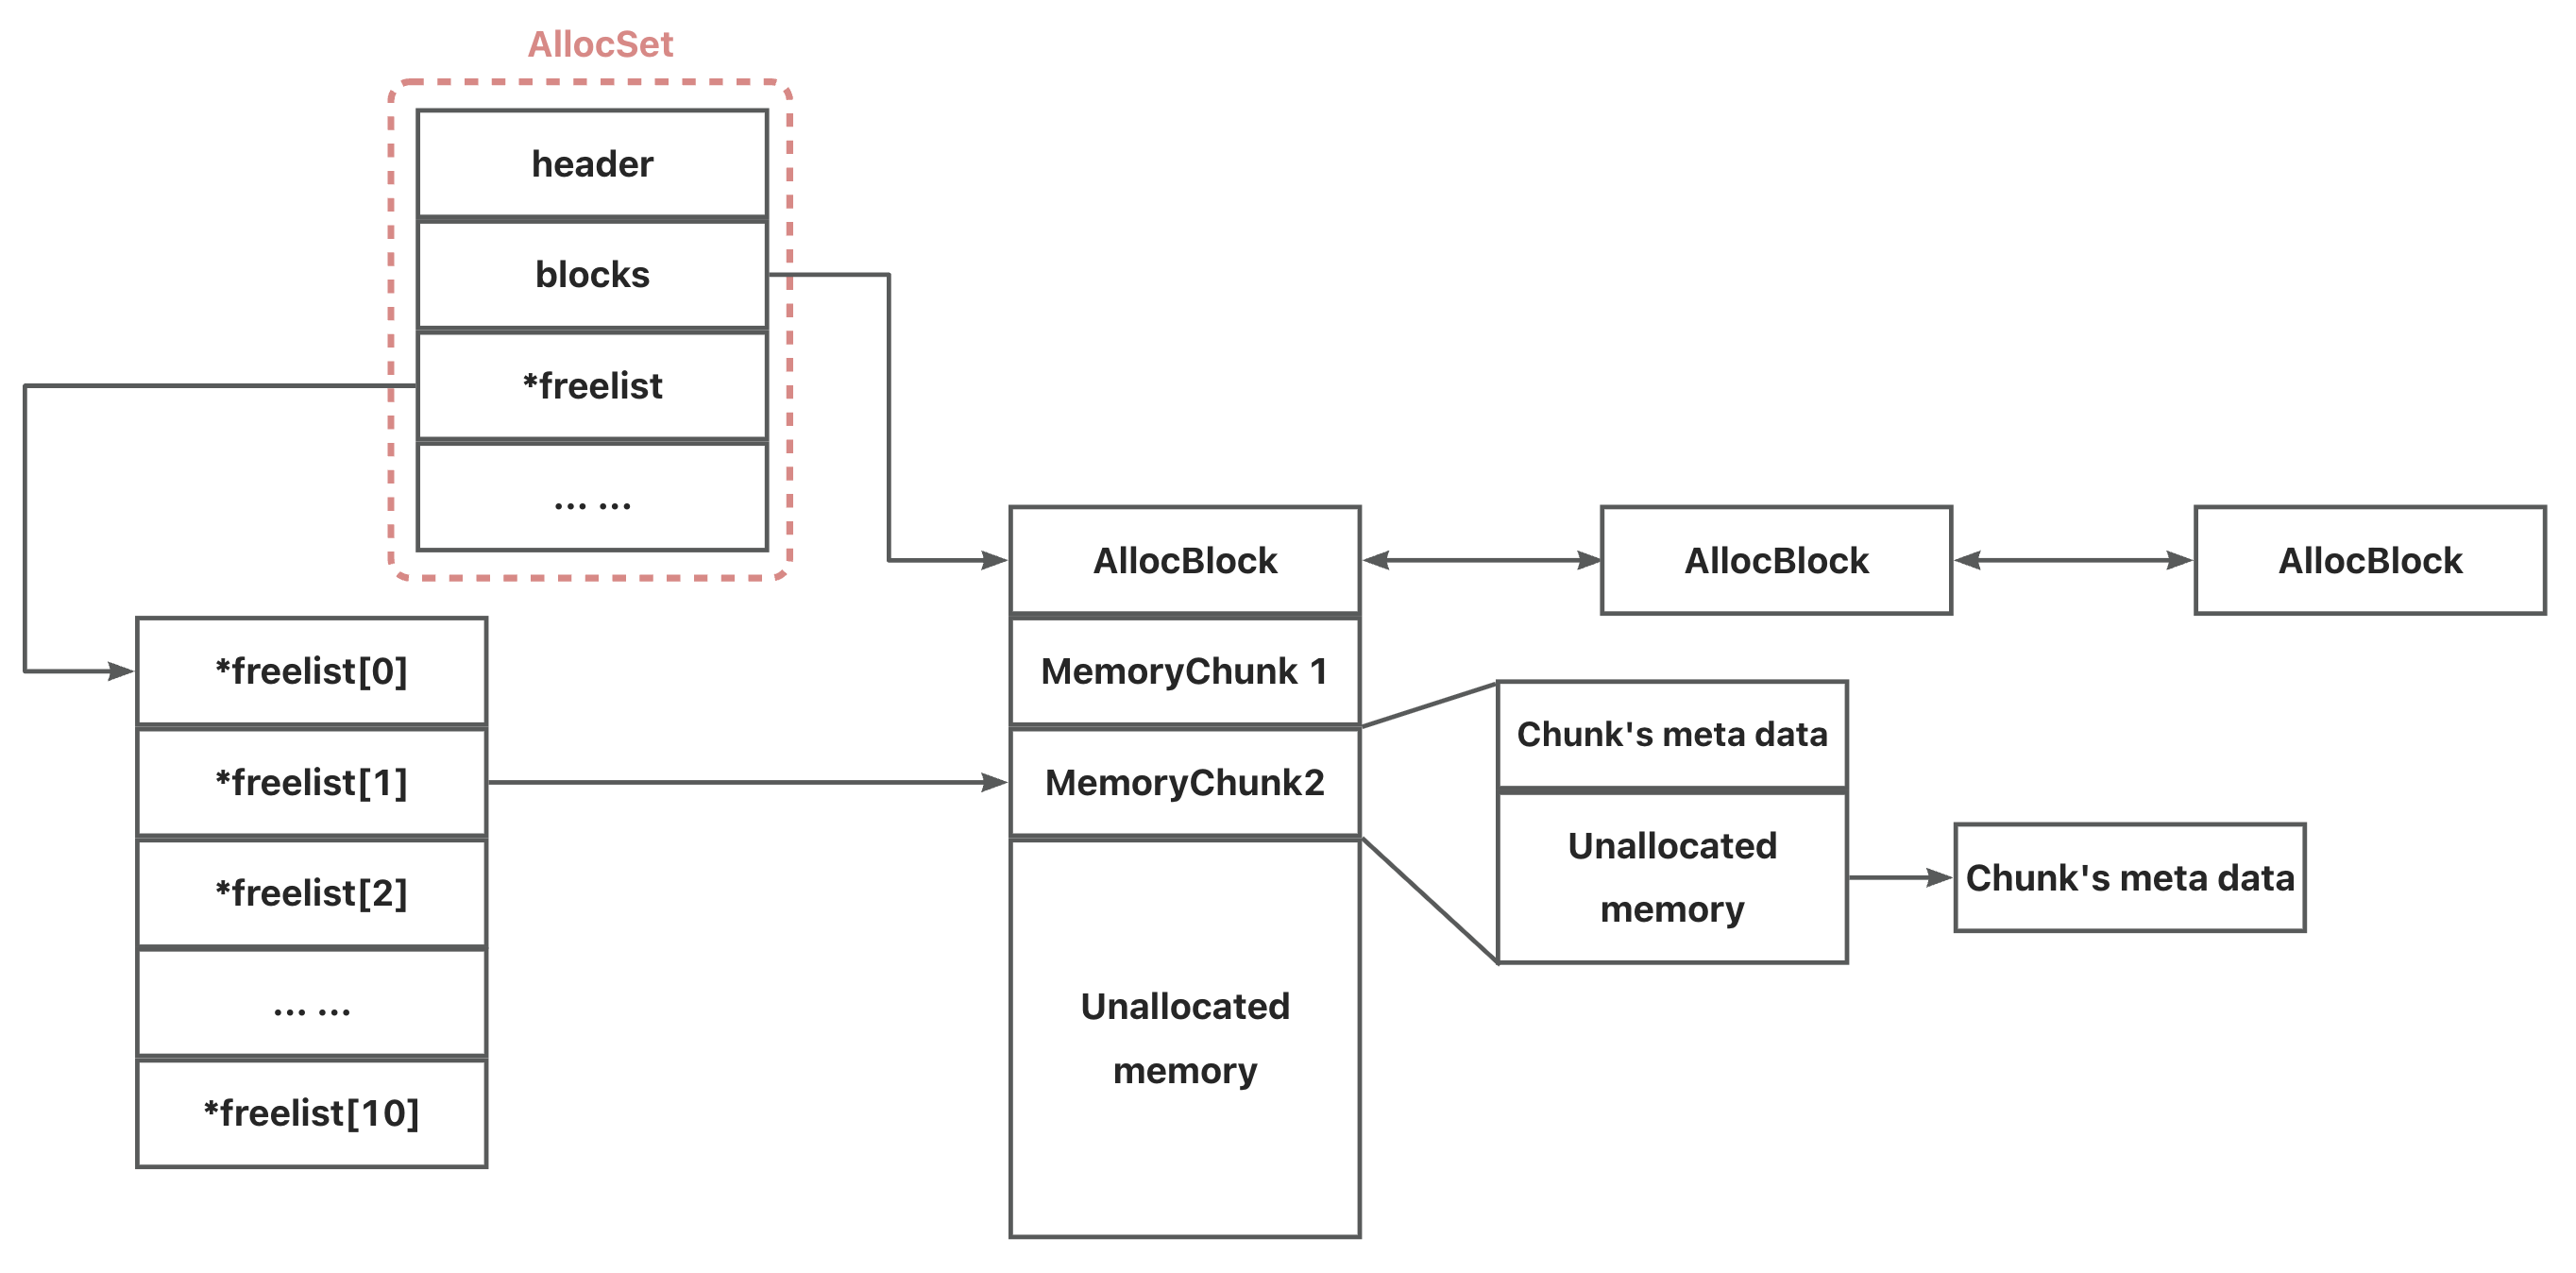 AllocSet
header
blocks
*freelist
... ...
AllocBlock
AllocBlock
AllocBlock
*freelist[0]
*freelist[1]
*freelist[2]
... ...
*freelist[10]
MemoryChunk 1
MemoryChunk2
Unallocated
memory
Chunk's meta data
Unallocated
memory
Chunk's meta data